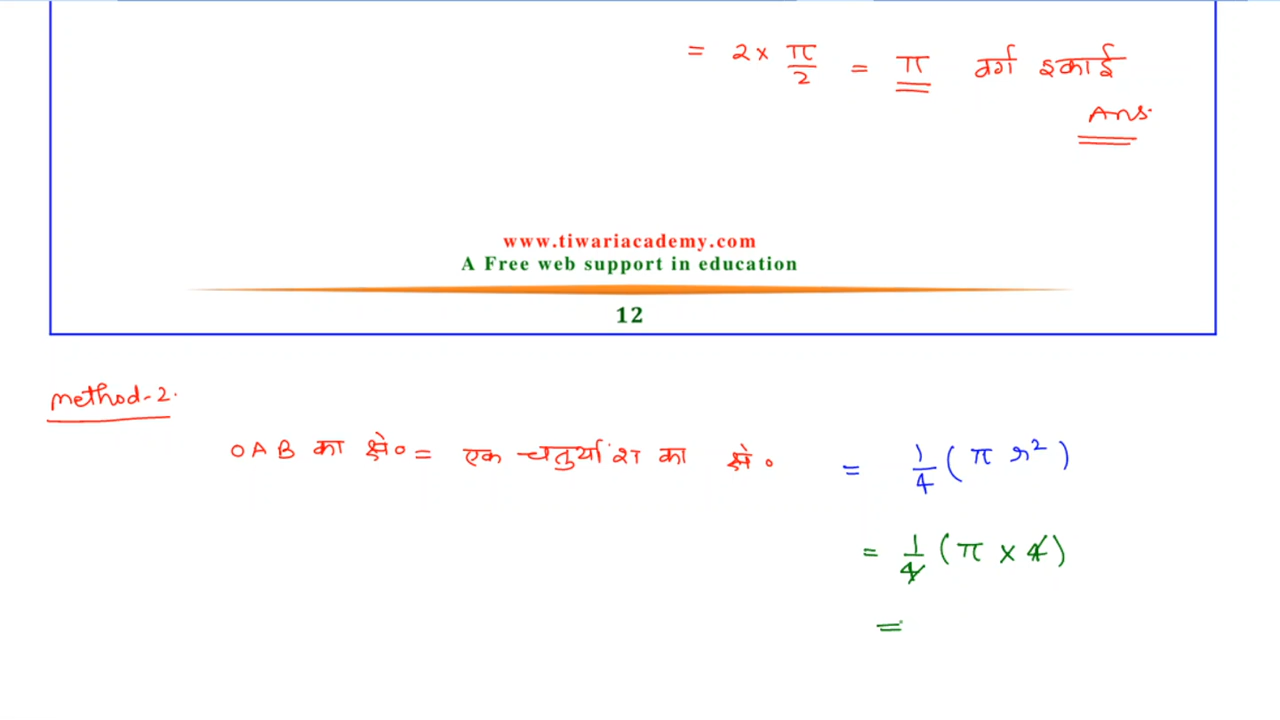 = 2 × π/2 = π वर्ग इकाई
Ans.
www.tiwariacademy.com
A Free web support in education
12
Method-2.
OAB का क्षे० = एक चतुर्थांश का क्षे० = 1/4 (π r²)
= 1/4 (π × 4)
=